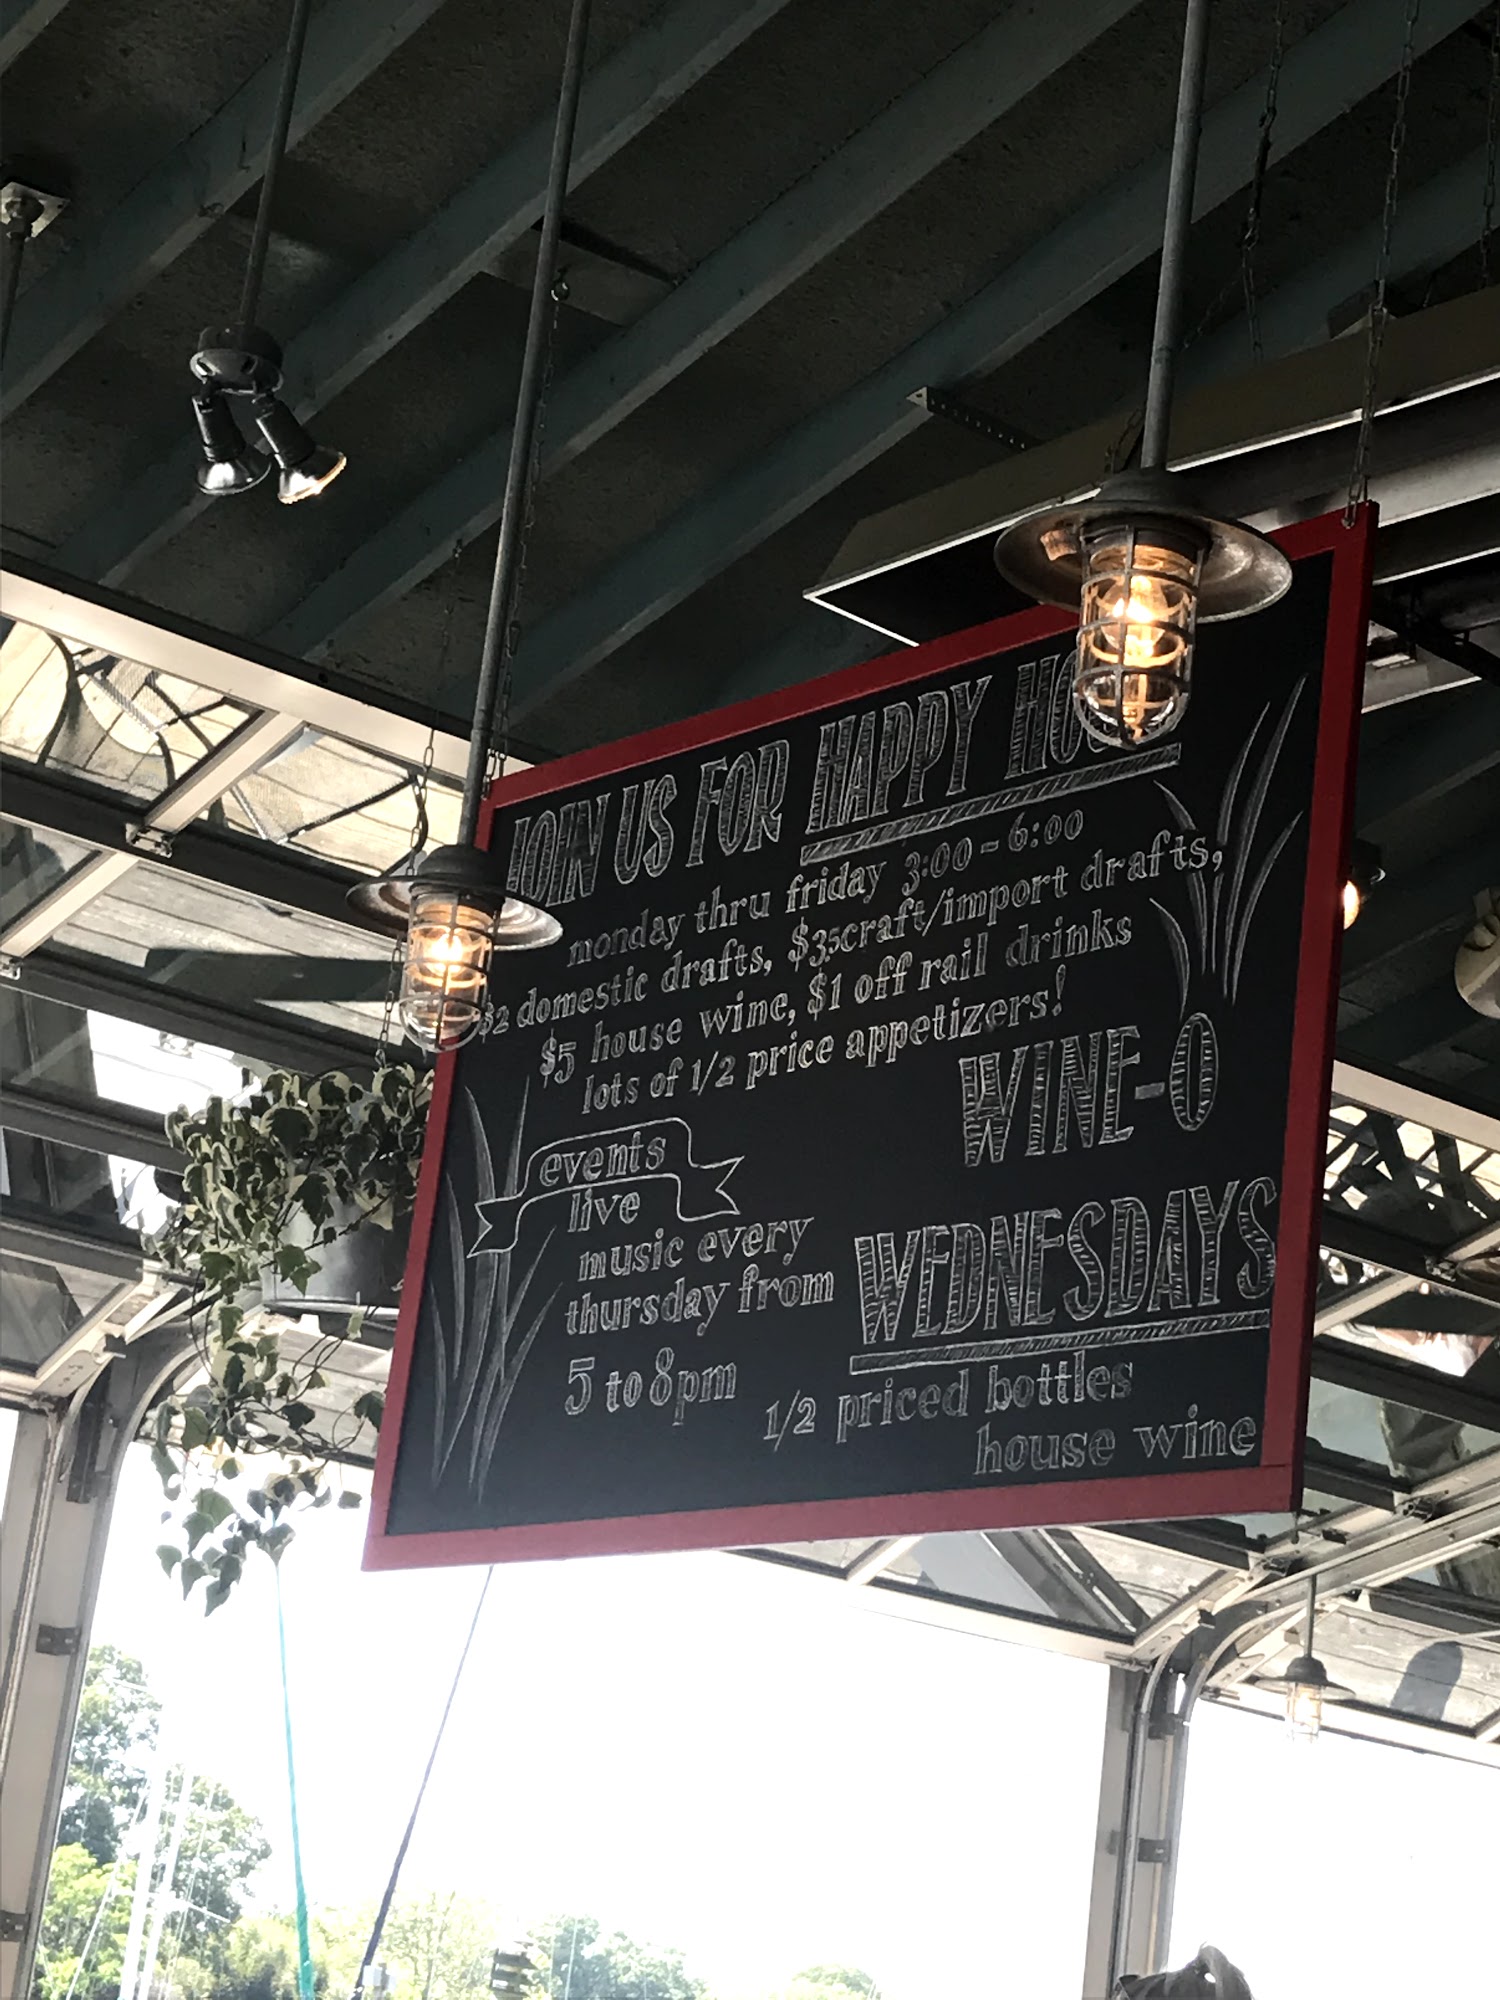 JOIN US FOR HAPPY
monday thru friday 3:00 - 6:00
$2 domestic drafts, $3.5 craft/import drafts,
$5 house wine, $1 off rail drinks
lots of 1/2 price appetizers!
events
live
music every
thursday from
5 to 8pm
WINE-O
WEDNESDAYS
1/2 priced bottles
house wine